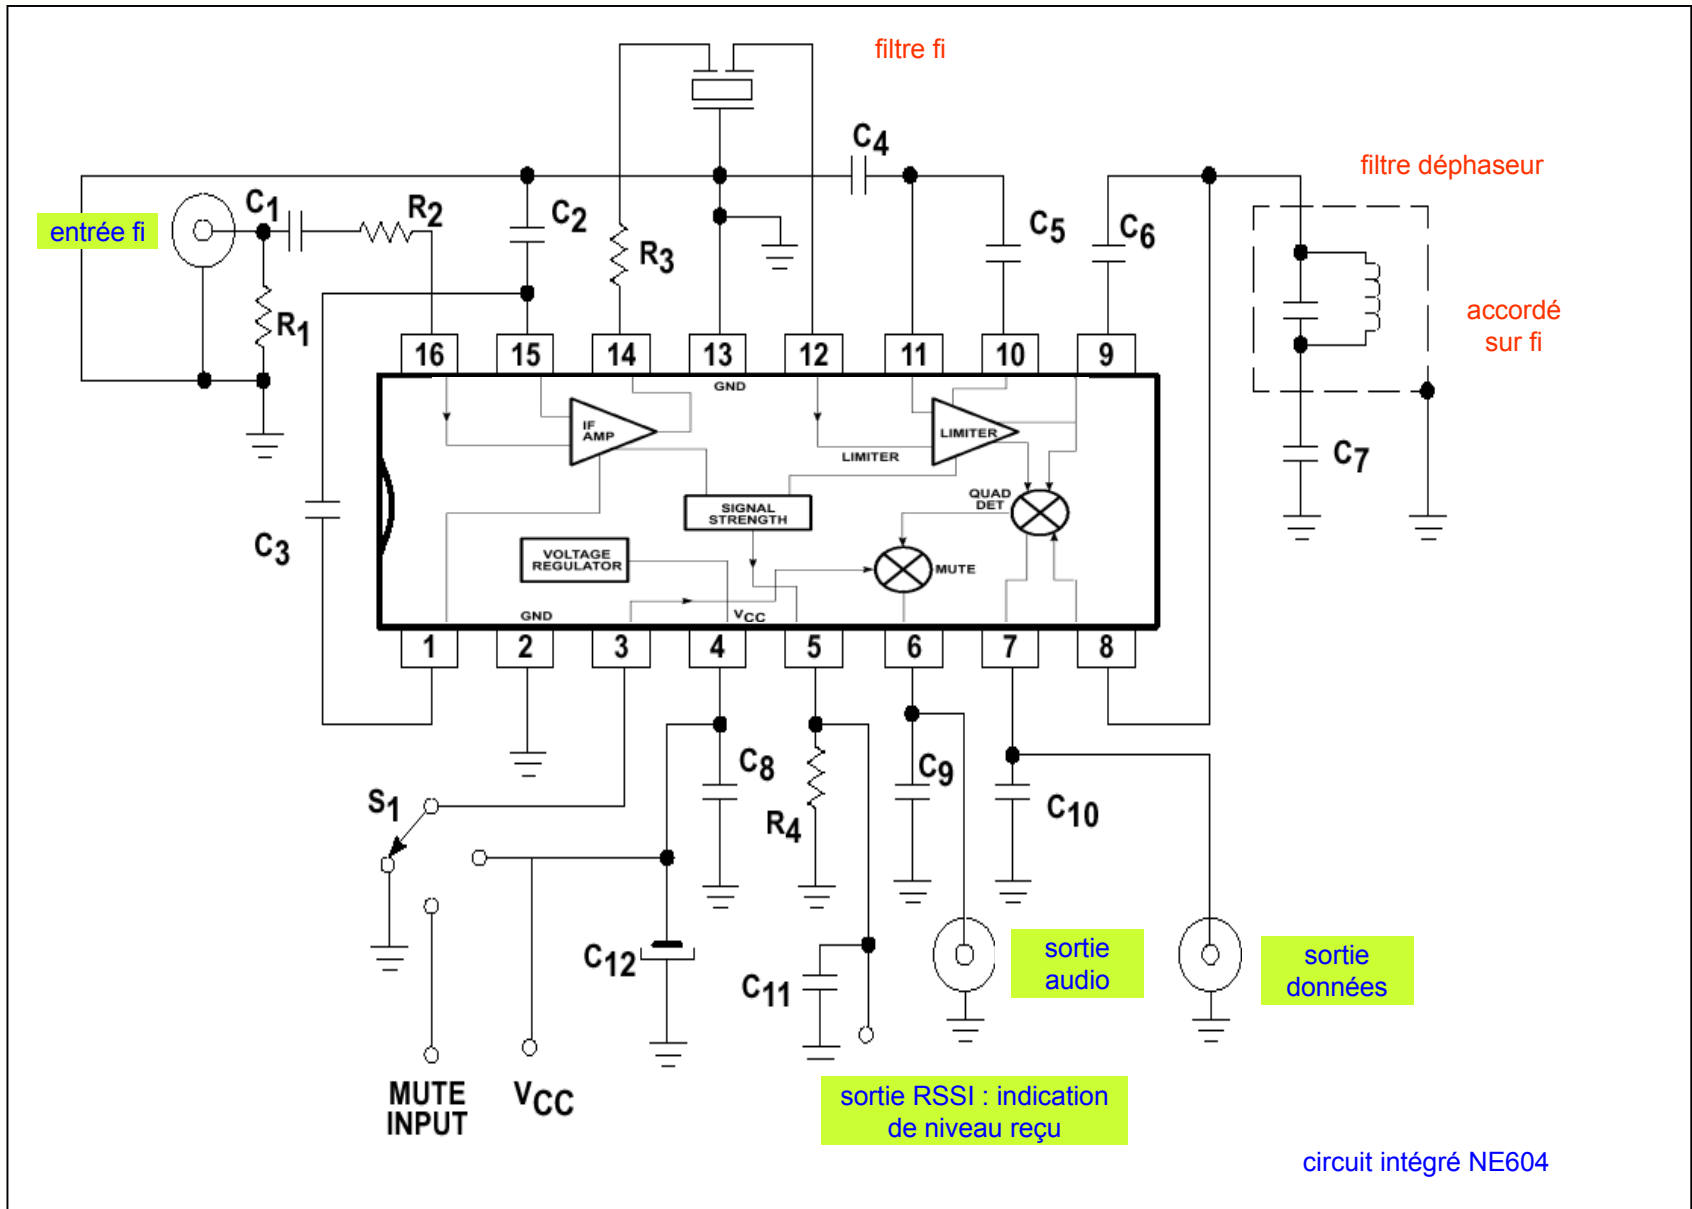 filtre fi
C4
filtre déphaseur
entrée fi
C1
R2
C2
R3
C5
C6
R1
accordé
sur fi
16
15
14
13
12
11
10
9
GND
IF
AMP
LIMITER
LIMITER
C7
SIGNAL
STRENGTH
QUAD
DET
C3
VOLTAGE
REGULATOR
MUTE
GND
VCC
1
2
3
4
5
6
7
8
S1
C8
R4
C9
C10
C12
C11
sortie
audio
sortie
données
MUTE
INPUT
VCC
sortie RSSI : indication
de niveau reçu
circuit intégré NE604